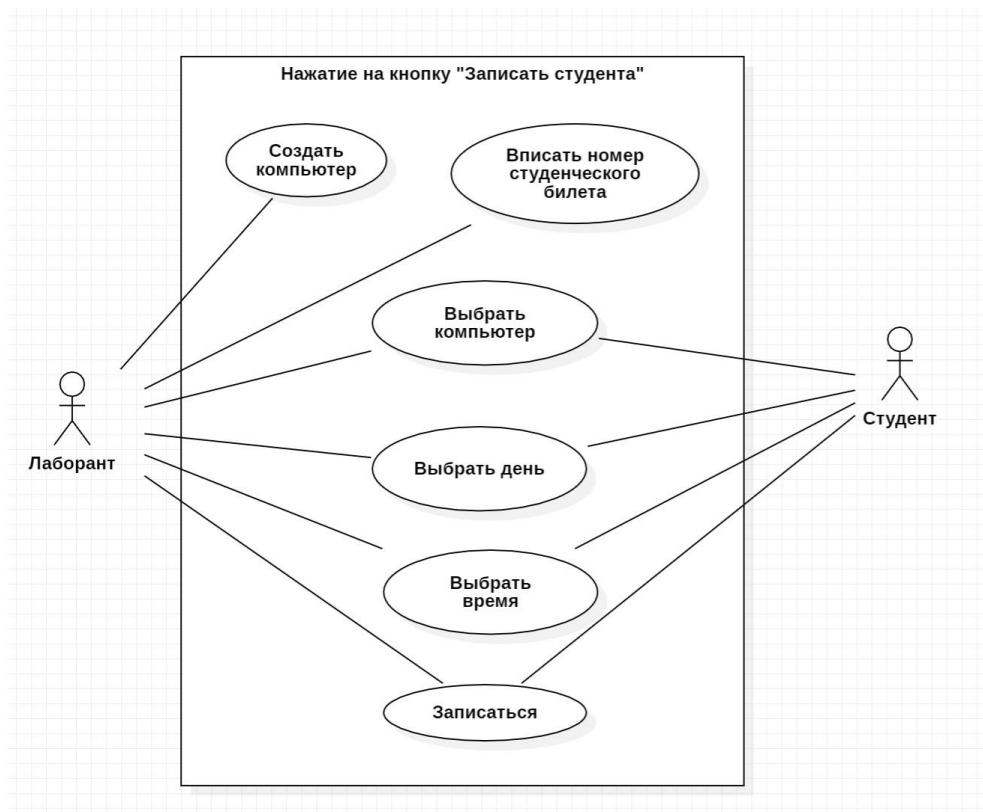 Нажатие на кнопку "Записать студента"
Создать
компьютер
Вписать номер
студенческого
билета
Выбрать
компьютер
Студент
Лаборант
Выбрать день
Выбрать
время
Записаться